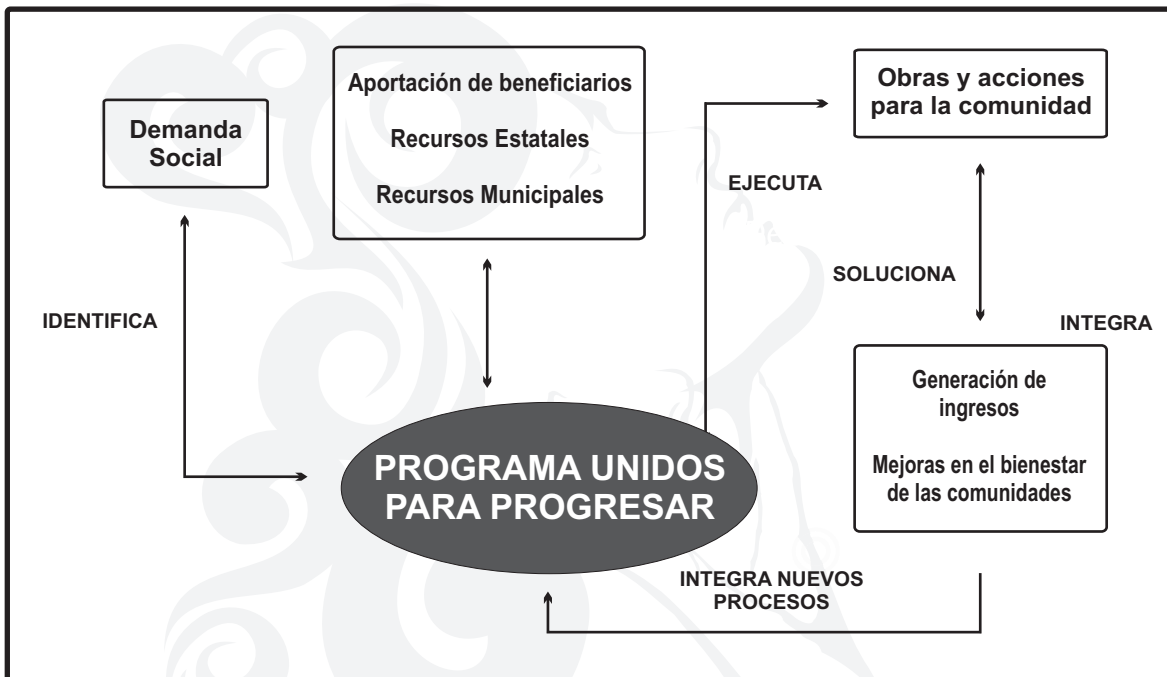 Demanda
Social
Aportación de beneficiarios
Recursos Estatales
Recursos Municipales
Obras y acciones
para la comunidad
EJECUTA
SOLUCIONA
IDENTIFICA
INTEGRA
Generación de
ingresos
Mejoras en el bienestar
de las comunidades
PROGRAMA UNIDOS
PARA PROGRESAR
INTEGRA NUEVOS
PROCESOS